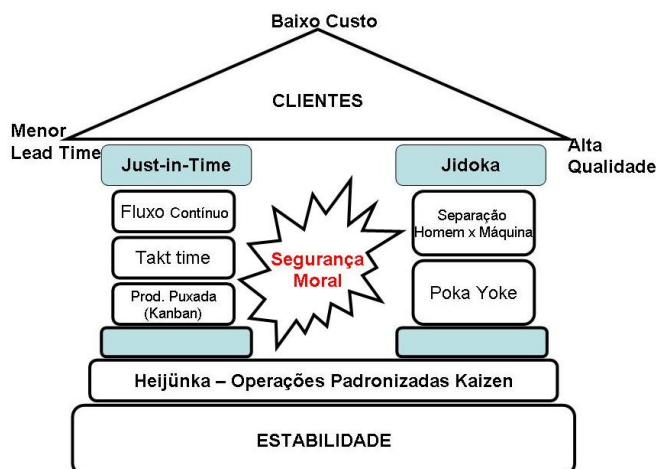 Baixo Custo
CLIENTES
Menor
Lead Time
Alta
Qualidade
Just-in-Time
Jidoka
Fluxo Contínuo
Takt time
Prod. Puxada
(Kanban)
Segurança
Moral
Separação
Homem x Máquina
Poka Yoke
Heijünka – Operações Padronizadas Kaizen
ESTABILIDADE